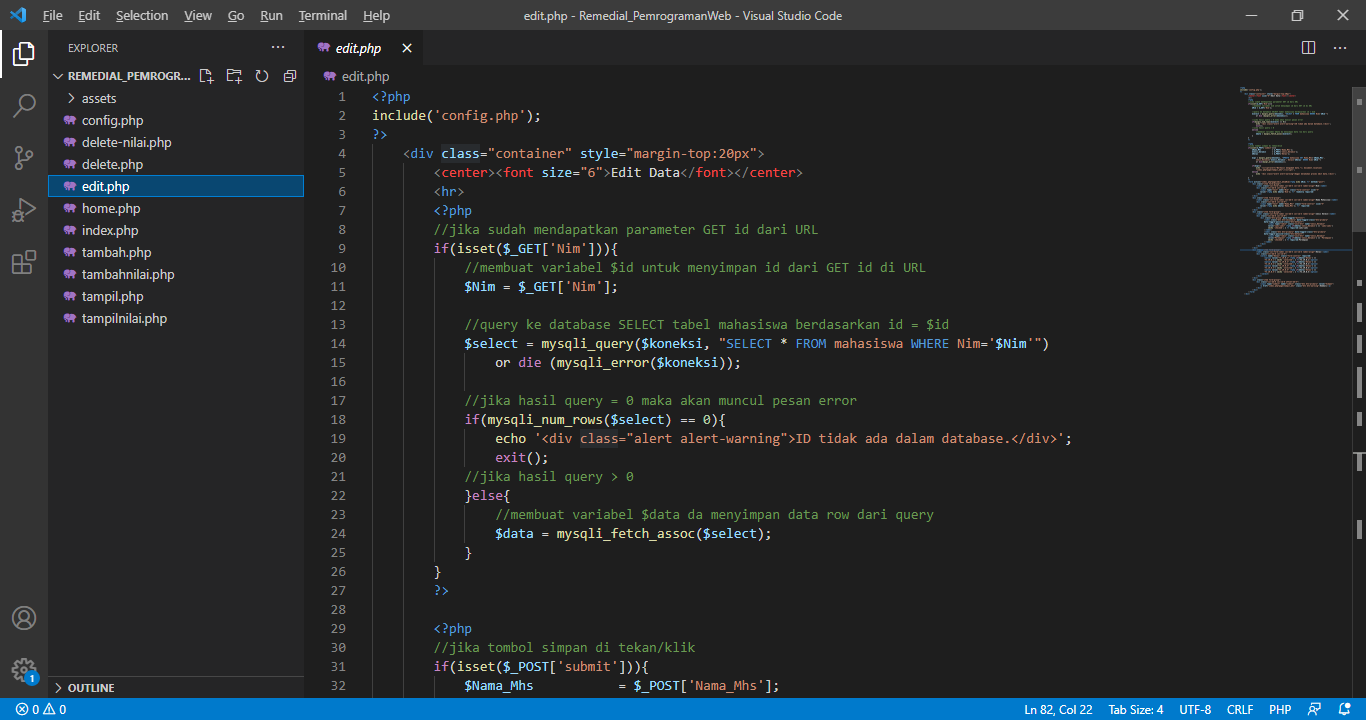 File Edit Selection View Go Run Terminal Help edit.php - Remedial_PemrogramanWeb - Visual Studio Code
EXPLORER
REMEDIAL_PEMROGR...
assets
config.php
delete-nilai.php
delete.php
edit.php
home.php
index.php
tambah.php
tambahnilai.php
tampil.php
tampilnilai.php
OUTLINE
edit.php
edit.php
1 <?php
2 include('config.php');
3 ?>
4 <div class="container" style="margin-top:20px">
5 <center><font size="6">Edit Data</font></center>
6 <hr>
7 <?php
8 //jika sudah mendapatkan parameter GET id dari URL
9 if(isset($_GET['Nim'])){
10 //membuat variabel $id untuk menyimpan id dari GET id di URL
11 $Nim = $_GET['Nim'];
12
13 //query ke database SELECT tabel mahasiswa berdasarkan id = $id
14 $select = mysqli_query($koneksi, "SELECT * FROM mahasiswa WHERE Nim='$Nim'")
15 or die (mysqli_error($koneksi));
16
17 //jika hasil query = 0 maka akan muncul pesan error
18 if(mysqli_num_rows($select) == 0){
19 echo '<div class="alert alert-warning">ID tidak ada dalam database.</div>';
20 exit();
21 //jika hasil query > 0
22 }else{
23 //membuat variabel $data da menyimpan data row dari query
24 $data = mysqli_fetch_assoc($select);
25 }
26 }
27 ?>
28
29 <?php
30 //jika tombol simpan di tekan/klik
31 if(isset($_POST['submit'])){
32 $Nama_Mhs = $_POST['Nama_Mhs'];
1
0 0 Ln 82, Col 22 Tab Size: 4 UTF-8 CRLF PHP